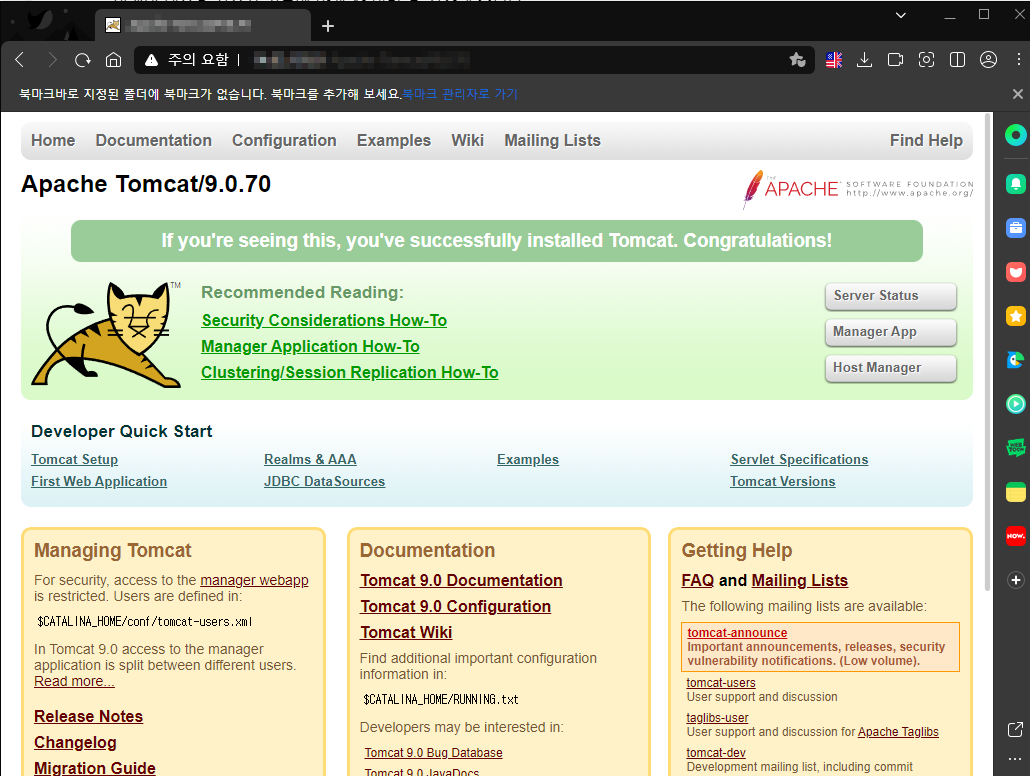 주의 요함
북마크바로 지정된 폴더에 북마크가 없습니다. 북마크를 추가해 보세요.북마크 관리자로 가기
Home Documentation Configuration Examples Wiki Mailing Lists Find Help
Apache Tomcat/9.0.70
THE APACHE SOFTWARE FOUNDATION
http://www.apache.org/
If you're seeing this, you've successfully installed Tomcat. Congratulations!
TM
Recommended Reading:
Security Considerations How-To
Manager Application How-To
Clustering/Session Replication How-To
Server Status
Manager App
Host Manager
Developer Quick Start
Tomcat Setup
First Web Application
Realms & AAA
JDBC DataSources
Examples
Servlet Specifications
Tomcat Versions
Managing Tomcat
For security, access to the manager webapp
is restricted. Users are defined in:
$CATALINA_HOME/conf/tomcat-users.xml
In Tomcat 9.0 access to the manager
application is split between different users.
Read more...
Release Notes
Changelog
Migration Guide
Documentation
Tomcat 9.0 Documentation
Tomcat 9.0 Configuration
Tomcat Wiki
Find additional important configuration
information in:
$CATALINA_HOME/RUNNING.txt
Developers may be interested in:
Tomcat 9.0 Bug Database
Tomcat 9.0 JavaDocs
Getting Help
FAQ and Mailing Lists
The following mailing lists are available:
tomcat-announce
Important announcements, releases, security
vulnerability notifications. (Low volume).
tomcat-users
User support and discussion
taglibs-user
User support and discussion for Apache Taglibs
tomcat-dev
Development mailing list, including commit
WEB
TOON
NOW.